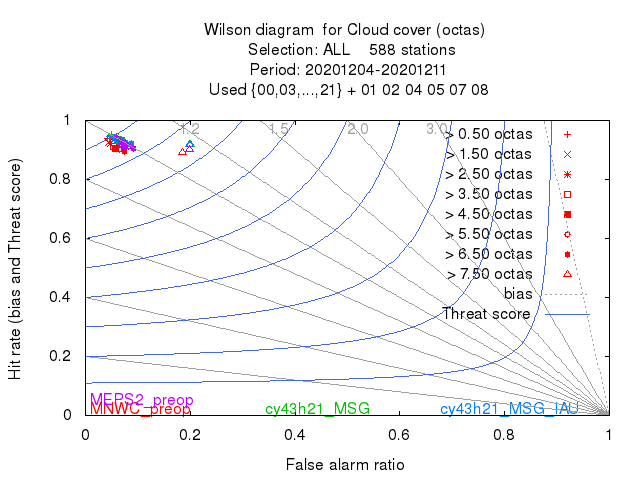 Wilson diagram  for Cloud cover (octas)
Selection: ALL    588 stations
Period: 20201204-20201211
Used {00,03,...,21} + 01 02 04 05 07 08
Hit rate (bias and Threat score)
1
0.8
0.6
0.4
0.2
0
1.2
1.5
2.0
3.0
> 0.50 octas
> 1.50 octas
> 2.50 octas
> 3.50 octas
> 4.50 octas
> 5.50 octas
> 6.50 octas
> 7.50 octas
bias
Threat score
MEPS2_preop
MNWC_preop
cy43h21_MSG
cy43h21_MSG_IAU
0 0.2 0.4 0.6 0.8 1
False alarm ratio